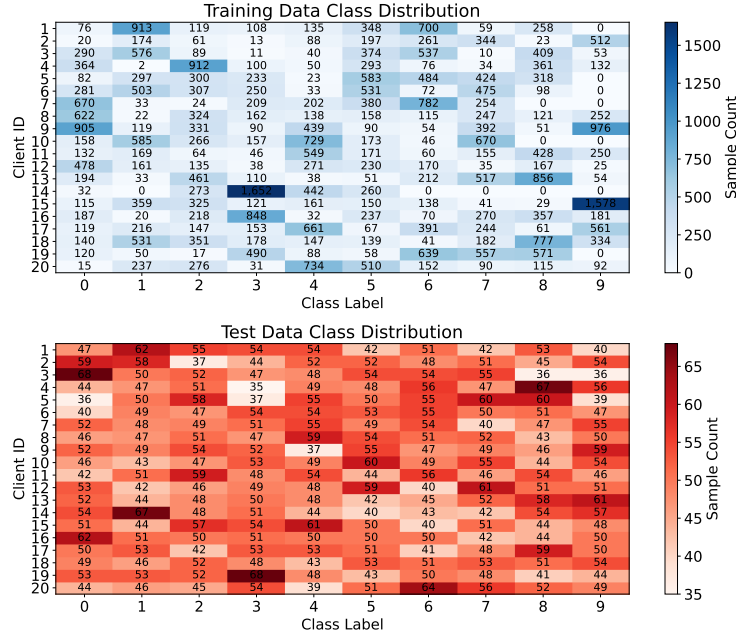 Training Data Class Distribution
1 76 913 119 108 135 348 700 59 258 0
2 20 174 61 13 88 197 261 344 23 512
3 290 576 89 11 40 374 537 10 409 53
4 364 2 912 100 50 293 76 34 361 132
5 82 297 300 233 23 583 484 424 318 0
6 281 503 307 250 33 531 72 475 98 0
7 670 33 24 209 202 380 782 254 0 0
8 622 22 324 162 138 158 115 247 121 252
9 905 119 331 90 439 90 54 392 51 976
10 158 585 266 157 729 173 46 670 0 0
11 132 169 64 46 549 171 60 155 428 250
12 478 161 135 38 271 230 170 35 167 25
13 194 33 461 110 38 51 212 517 856 54
14 32 0 273 1,652 442 260 0 0 0 0
15 115 359 325 121 161 150 138 41 29 1,578
16 187 20 218 848 32 237 70 270 357 181
17 119 216 147 153 661 67 391 244 61 561
18 140 531 351 178 147 139 41 182 777 334
19 120 50 17 490 88 58 639 557 571 0
20 15 237 276 31 734 510 152 90 115 92
0 1 2 3 4 5 6 7 8 9
Class Label
Client ID
1500
1250
1000
750
500
250
0
Sample Count
Test Data Class Distribution
1 47 62 55 54 54 42 51 42 53 40
2 59 58 37 44 52 52 48 51 45 54
3 68 50 52 47 48 54 54 55 36 36
4 44 47 51 35 49 48 56 47 67 56
5 36 50 58 37 55 50 55 60 60 39
6 40 49 47 54 54 53 55 50 51 47
7 52 48 49 51 50 49 54 40 47 55
8 46 47 51 47 59 54 51 52 43 50
9 52 49 54 52 37 55 47 49 46 59
10 46 43 47 53 49 60 49 55 44 54
11 42 51 59 48 54 44 56 46 54 46
12 53 42 46 49 48 59 40 61 51 51
13 52 44 48 50 48 42 45 52 58 61
14 54 67 48 51 44 40 43 42 54 57
15 51 44 57 54 61 50 40 51 44 48
16 62 51 50 51 50 51 50 42 44 50
17 50 53 42 53 53 51 41 48 59 50
18 49 46 52 48 43 54 53 50 51 54
19 53 53 52 68 48 43 50 48 41 44
20 44 46 45 54 39 51 64 56 52 49
0 1 2 3 4 5 6 7 8 9
Class Label
Client ID
65
60
55
50
45
40
35
Sample Count